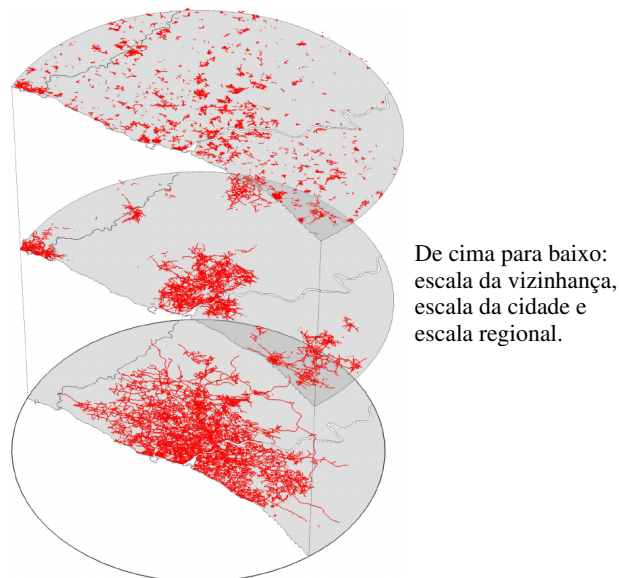 De cima para baixo:
escala da vizinhança,
escala da cidade e
escala regional.